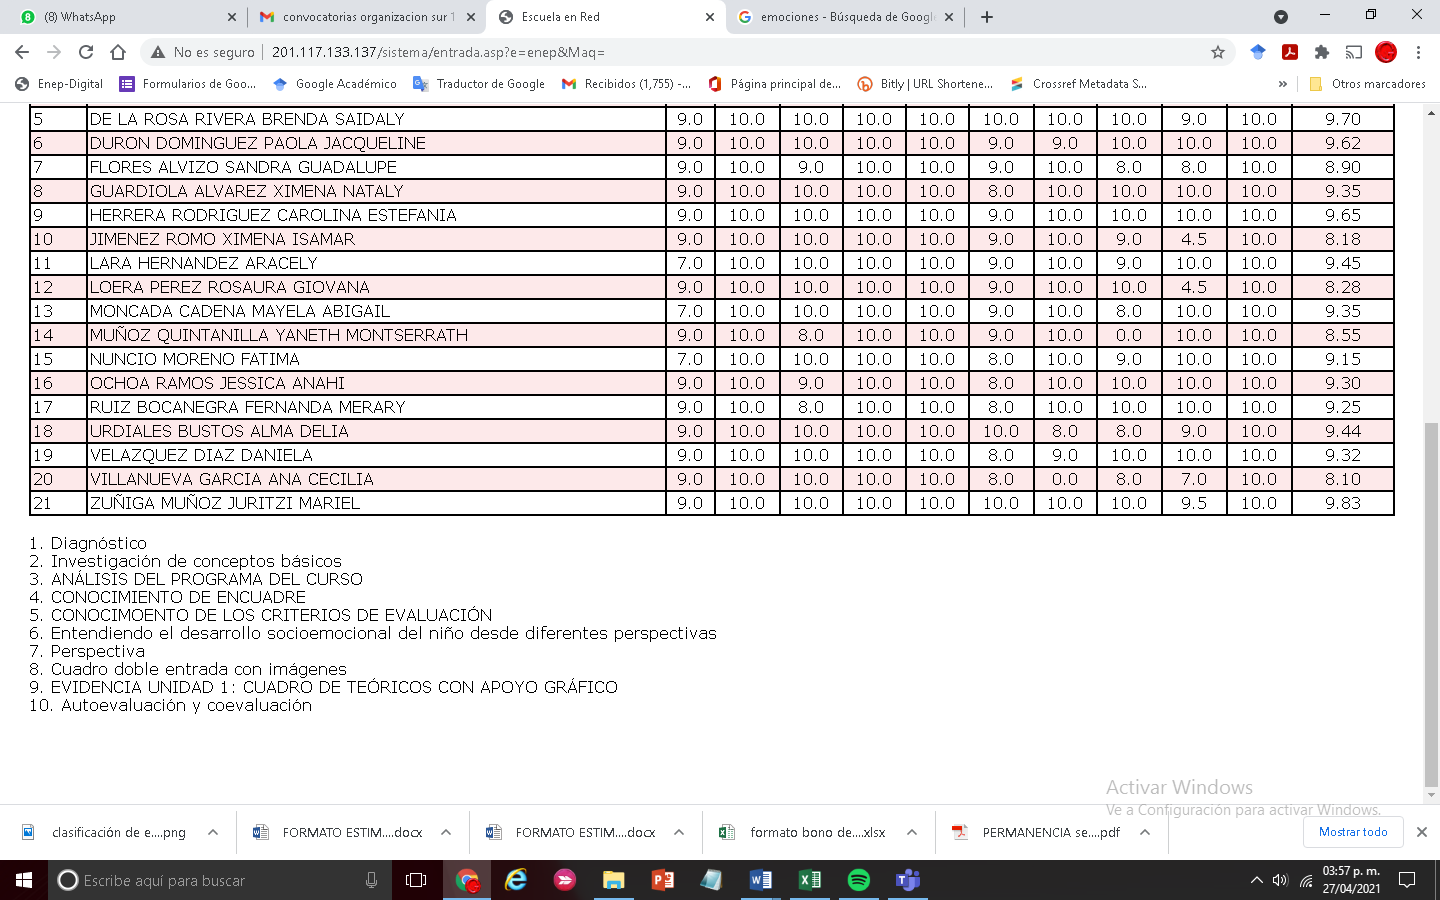 (8) WhatsApp
convocatorias organizacion sur 1
Escuela en Red
emociones - Búsqueda de Googl
No es seguro 201.117.133.137/sistema/entrada.asp?e=enep&Maq=
Enep-Digital Formularios de Goo... Google Académico Traductor de Google Recibidos (1,755) -... Página principal de... Bitly | URL Shortene... Crossref Metadata S... » Otros marcadores
5 DE LA ROSA RIVERA BRENDA SAIDALY 9.0 10.0 10.0 10.0 10.0 10.0 10.0 10.0 9.0 10.0 9.70
6 DURON DOMINGUEZ PAOLA JACQUELINE 9.0 10.0 10.0 10.0 10.0 9.0 9.0 10.0 10.0 10.0 9.62
7 FLORES ALVIZO SANDRA GUADALUPE 9.0 10.0 9.0 10.0 10.0 9.0 10.0 8.0 8.0 10.0 8.90
8 GUARDIOLA ALVAREZ XIMENA NATALY 9.0 10.0 10.0 10.0 10.0 8.0 10.0 10.0 10.0 10.0 9.35
9 HERRERA RODRIGUEZ CAROLINA ESTEFANIA 9.0 10.0 10.0 10.0 10.0 9.0 10.0 10.0 10.0 10.0 9.65
10 JIMENEZ ROMO XIMENA ISAMAR 9.0 10.0 10.0 10.0 10.0 9.0 10.0 9.0 4.5 10.0 8.18
11 LARA HERNANDEZ ARACELY 7.0 10.0 10.0 10.0 10.0 9.0 10.0 9.0 10.0 10.0 9.45
12 LOERA PEREZ ROSAURA GIOVANA 9.0 10.0 10.0 10.0 10.0 9.0 10.0 10.0 4.5 10.0 8.28
13 MONCADA CADENA MAYELA ABIGAIL 7.0 10.0 10.0 10.0 10.0 9.0 10.0 8.0 10.0 10.0 9.35
14 MUÑOZ QUINTANILLA YANETH MONTSERRATH 9.0 10.0 8.0 10.0 10.0 9.0 10.0 0.0 10.0 10.0 8.55
15 NUNCIO MORENO FATIMA 7.0 10.0 10.0 10.0 10.0 8.0 10.0 9.0 10.0 10.0 9.15
16 OCHOA RAMOS JESSICA ANAHI 9.0 10.0 9.0 10.0 10.0 8.0 10.0 10.0 10.0 10.0 9.30
17 RUIZ BOCANEGRA FERNANDA MERARY 9.0 10.0 8.0 10.0 10.0 8.0 10.0 10.0 10.0 10.0 9.25
18 URDIALES BUSTOS ALMA DELIA 9.0 10.0 10.0 10.0 10.0 10.0 8.0 8.0 9.0 10.0 9.44
19 VELAZQUEZ DIAZ DANIELA 9.0 10.0 10.0 10.0 10.0 8.0 9.0 10.0 10.0 10.0 9.32
20 VILLANUEVA GARCIA ANA CECILIA 9.0 10.0 10.0 10.0 10.0 8.0 0.0 8.0 7.0 10.0 8.10
21 ZUÑIGA MUÑOZ JURITZI MARIEL 9.0 10.0 10.0 10.0 10.0 10.0 10.0 10.0 9.5 10.0 9.83
1. Diagnóstico
2. Investigación de conceptos básicos
3. ANÁLISIS DEL PROGRAMA DEL CURSO
4. CONOCIMIENTO DE ENCUADRE
5. CONOCIMOENTO DE LOS CRITERIOS DE EVALUACIÓN
6. Entendiendo el desarrollo socioemocional del niño desde diferentes perspectivas
7. Perspectiva
8. Cuadro doble entrada con imágenes
9. EVIDENCIA UNIDAD 1: CUADRO DE TEÓRICOS CON APOYO GRÁFICO
10. Autoevaluación y coevaluación
Activar Windows
Ve a Configuración para activar Windows.
clasificación de e....png FORMATO ESTIM....docx FORMATO ESTIM....docx formato bono de....xlsx PERMANENCIA se....pdf Mostrar todo
Escribe aquí para buscar
03:57 p. m.
27/04/2021